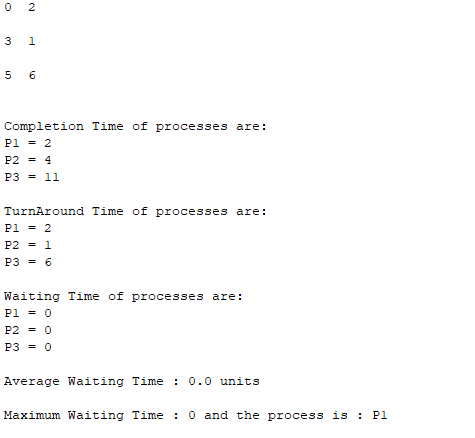 0 2
3 1
5 6
Completion Time of processes are:
P1 = 2
P2 = 4
P3 = 11
TurnAround Time of processes are:
P1 = 2
P2 = 1
P3 = 6
Waiting Time of processes are:
P1 = 0
P2 = 0
P3 = 0
Average Waiting Time : 0.0 units
Maximum Waiting Time : 0 and the process is : P1